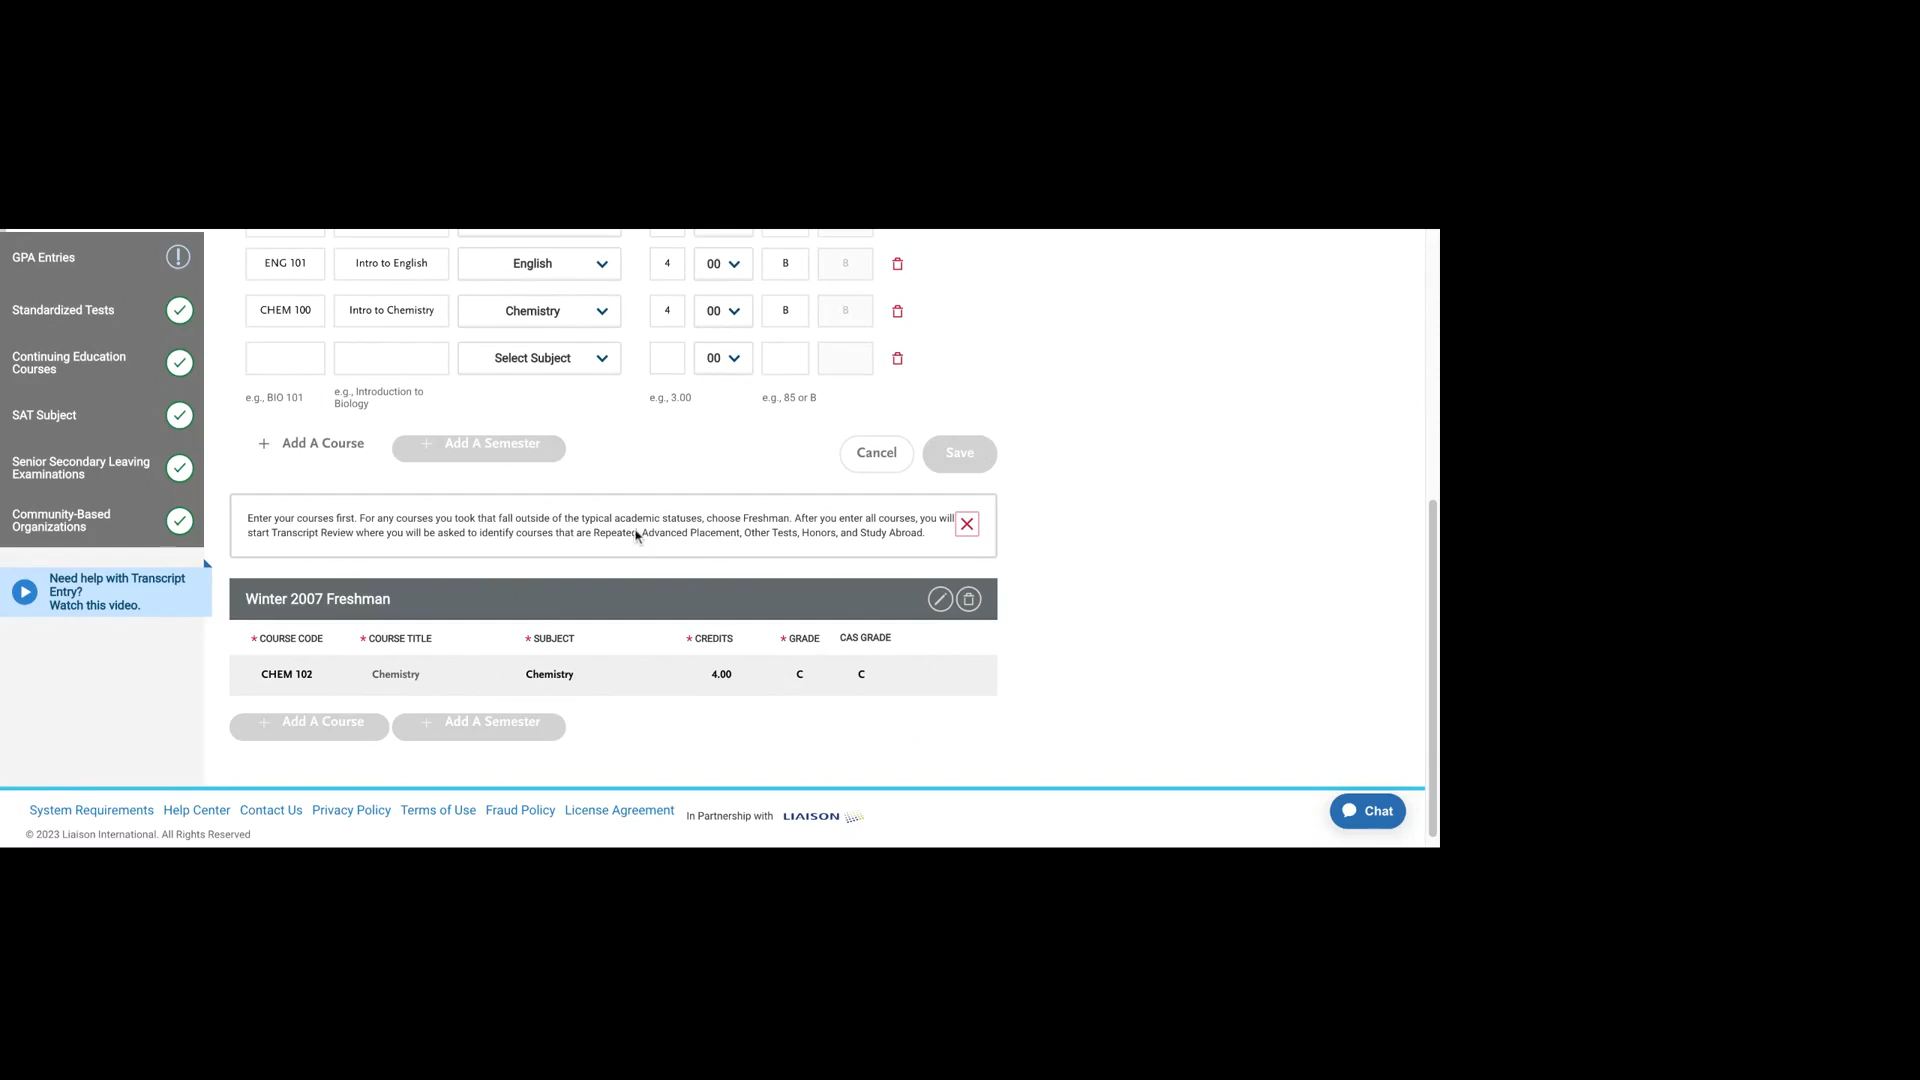 GPA Entries
Standardized Tests
Continuing Education
Courses
SAT Subject
Senior Secondary Leaving
Examinations
Community-Based
Organizations
Need help with Transcript
Entry?
Watch this video.
ENG 101 Intro to English English 4 00 B B
CHEM 100 Intro to Chemistry Chemistry 4 00 B B
Select Subject 00
e.g., BIO 101 e.g., Introduction to Biology e.g., 3.00 e.g., 85 or B
+ Add A Course + Add A Semester Cancel Save
Enter your courses first. For any courses you took that fall outside of the typical academic statuses, choose Freshman. After you enter all courses, you will
start Transcript Review where you will be asked to identify courses that are Repeated, Advanced Placement, Other Tests, Honors, and Study Abroad.
Winter 2007 Freshman
* COURSE CODE * COURSE TITLE * SUBJECT * CREDITS * GRADE CAS GRADE
CHEM 102 Chemistry Chemistry 4.00 C C
+ Add A Course + Add A Semester
System Requirements Help Center Contact Us Privacy Policy Terms of Use Fraud Policy License Agreement In Partnership with LIAISON
© 2023 Liaison International. All Rights Reserved
Chat